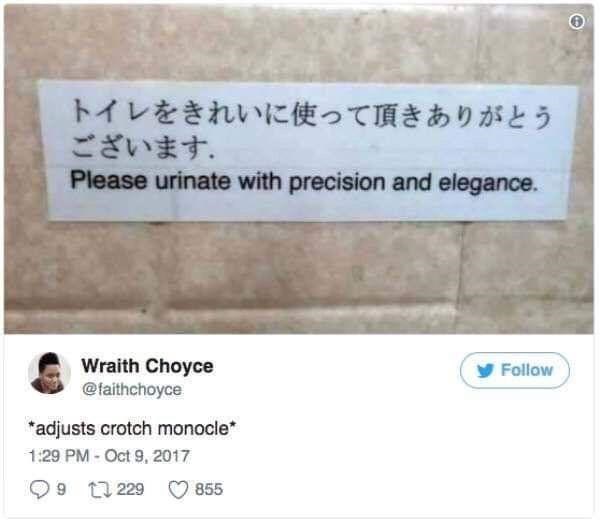 トイレをきれいに使って頂きありがとう
ございます.
Please urinate with precision and elegance.
Wraith Choyce
Follow
@faithchoyce
*adjusts crotch monocle*
1:29 PM - Oct 9, 2017
9 229 855